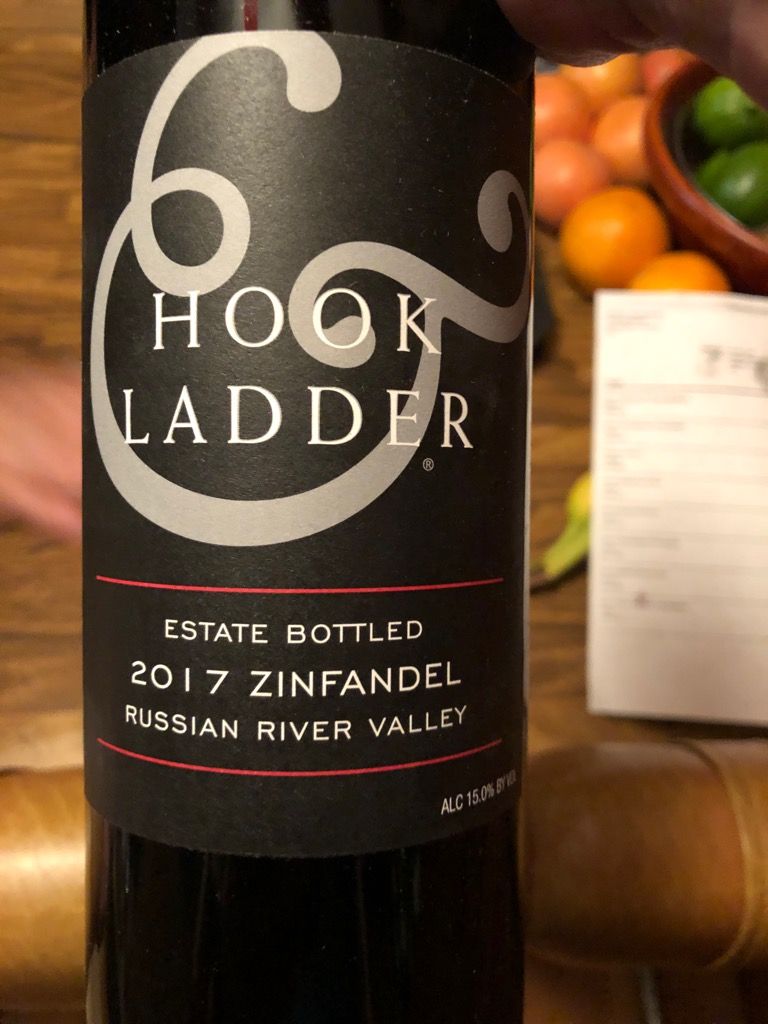 &
HOOK
LADDER
®
ESTATE BOTTLED
2017 ZINFANDEL
RUSSIAN RIVER VALLEY
ALC 15.0% BY VOL